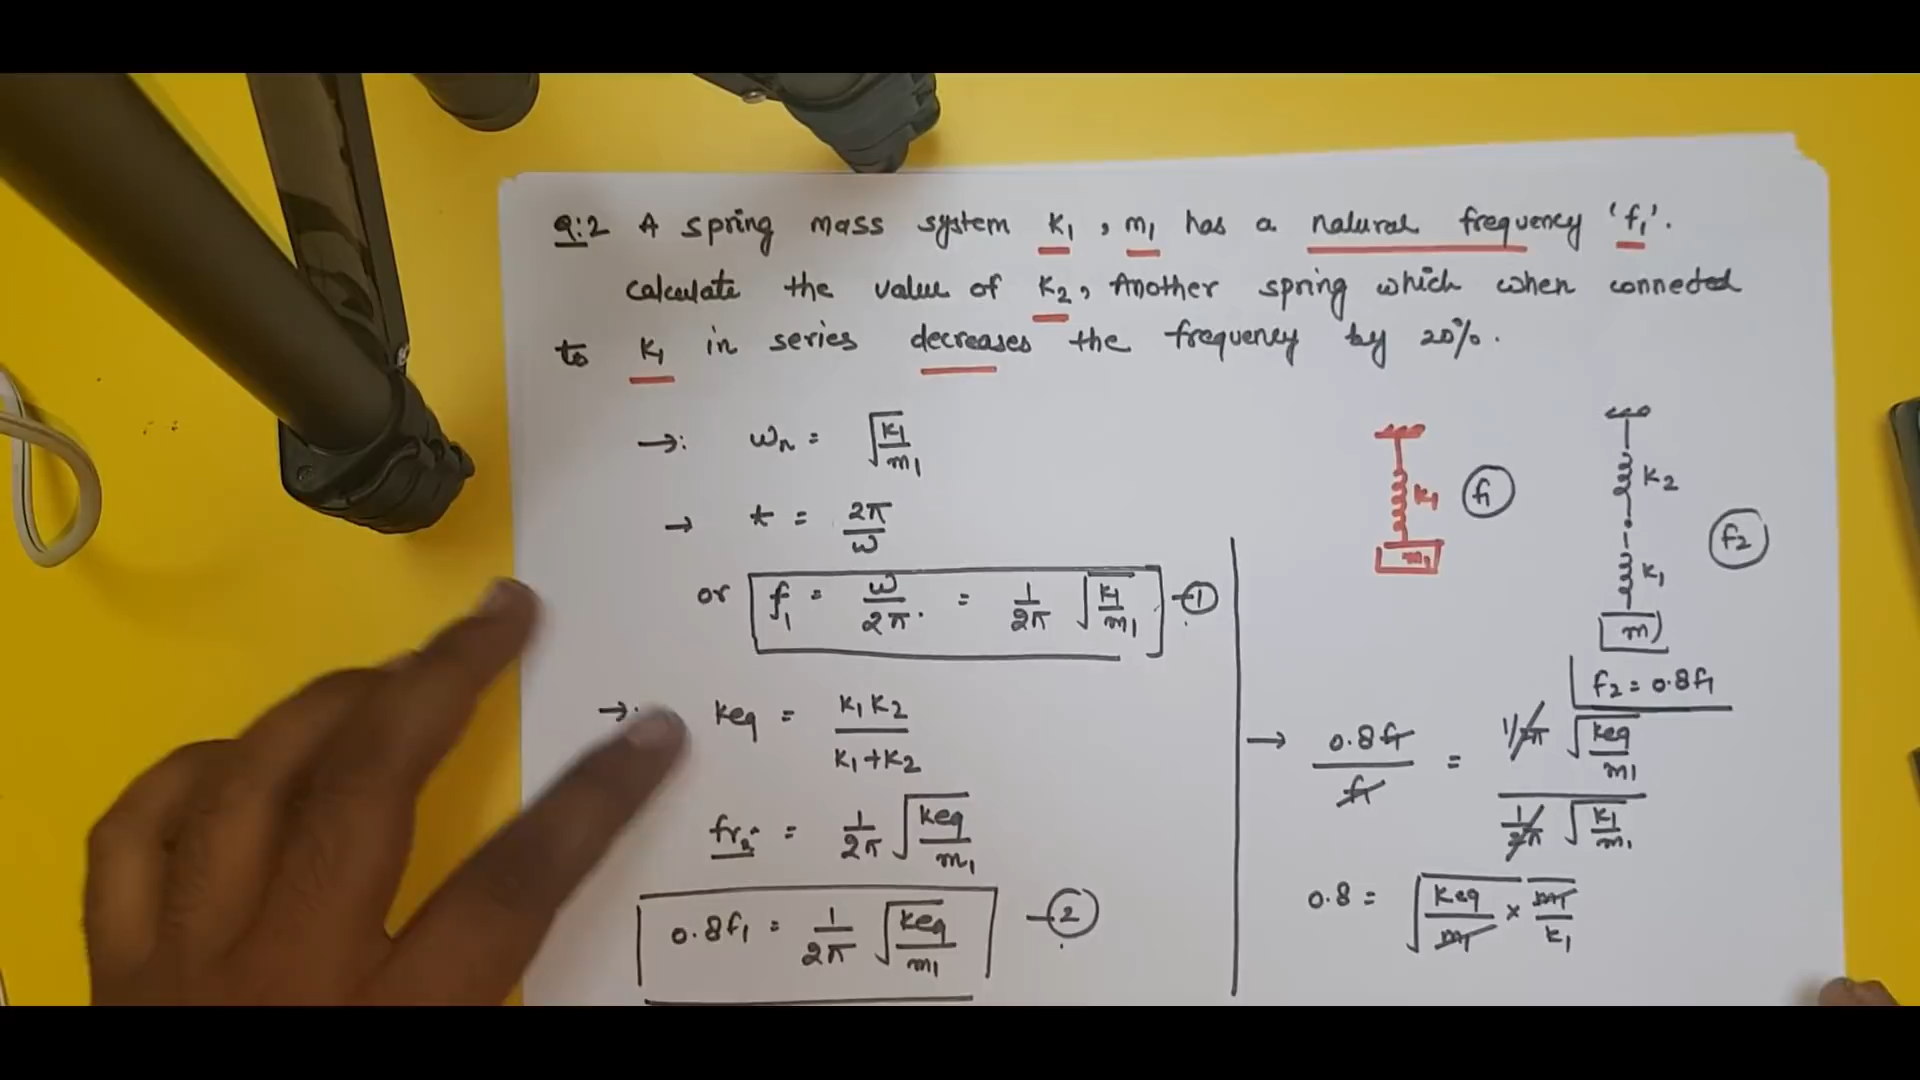 Q:2 A spring mass system K₁, m₁ has a natural frequency 'f₁'.
calculate the value of K₂, Another spring which when conneted
to K₁ in series decreases the frequency by 20%.
→: ωn = √(K₁/m₁)
→ t = 2π/ω
or f₁ = ω/2π = 1/2π √(K₁/m₁) –①
→: Keq = K₁K₂/K₁+K₂
fr₂ = 1/2π √(Keq/m₁)
0.8f₁ = 1/2π √(Keq/m₁) –②
K₁ f₁
m₁
K₂
f₂
K₁
m
f₂ = 0.8f₁
→ 0.8f₁/f₁ = 1/2π √(Keq/m₁) / 1/2π √(K₁/m₁)
0.8 = √(Keq/m₁ × m₁/K₁)